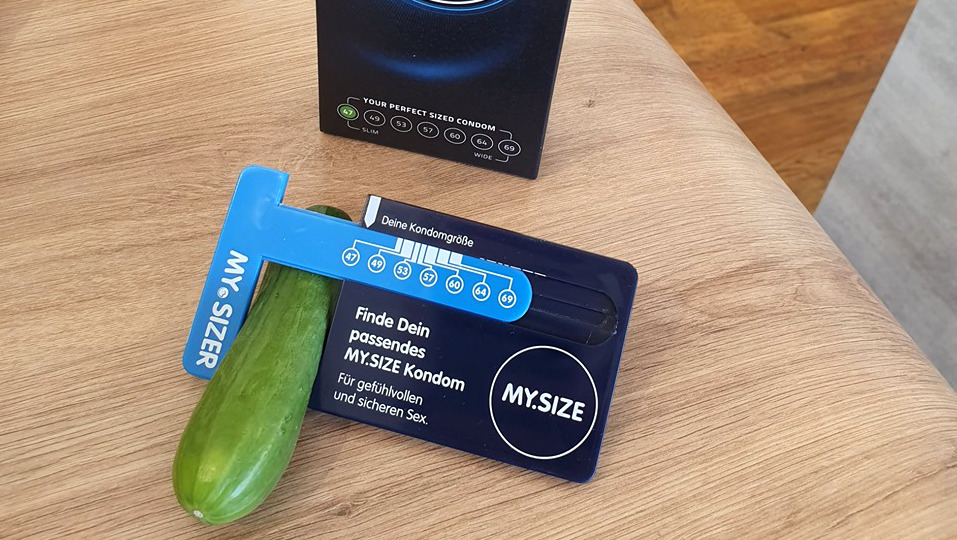 YOUR PERFECT SIZED CONDOM
47 49 53 57 60 64 69
SLIM
WIDE
MY.SIZER
Deine Kondomgröße
47 49 53 57 60 64 69
Finde Dein
passendes
MY.SIZE Kondom
Für gefühlvollen
und sicheren Sex.
MY.SIZE